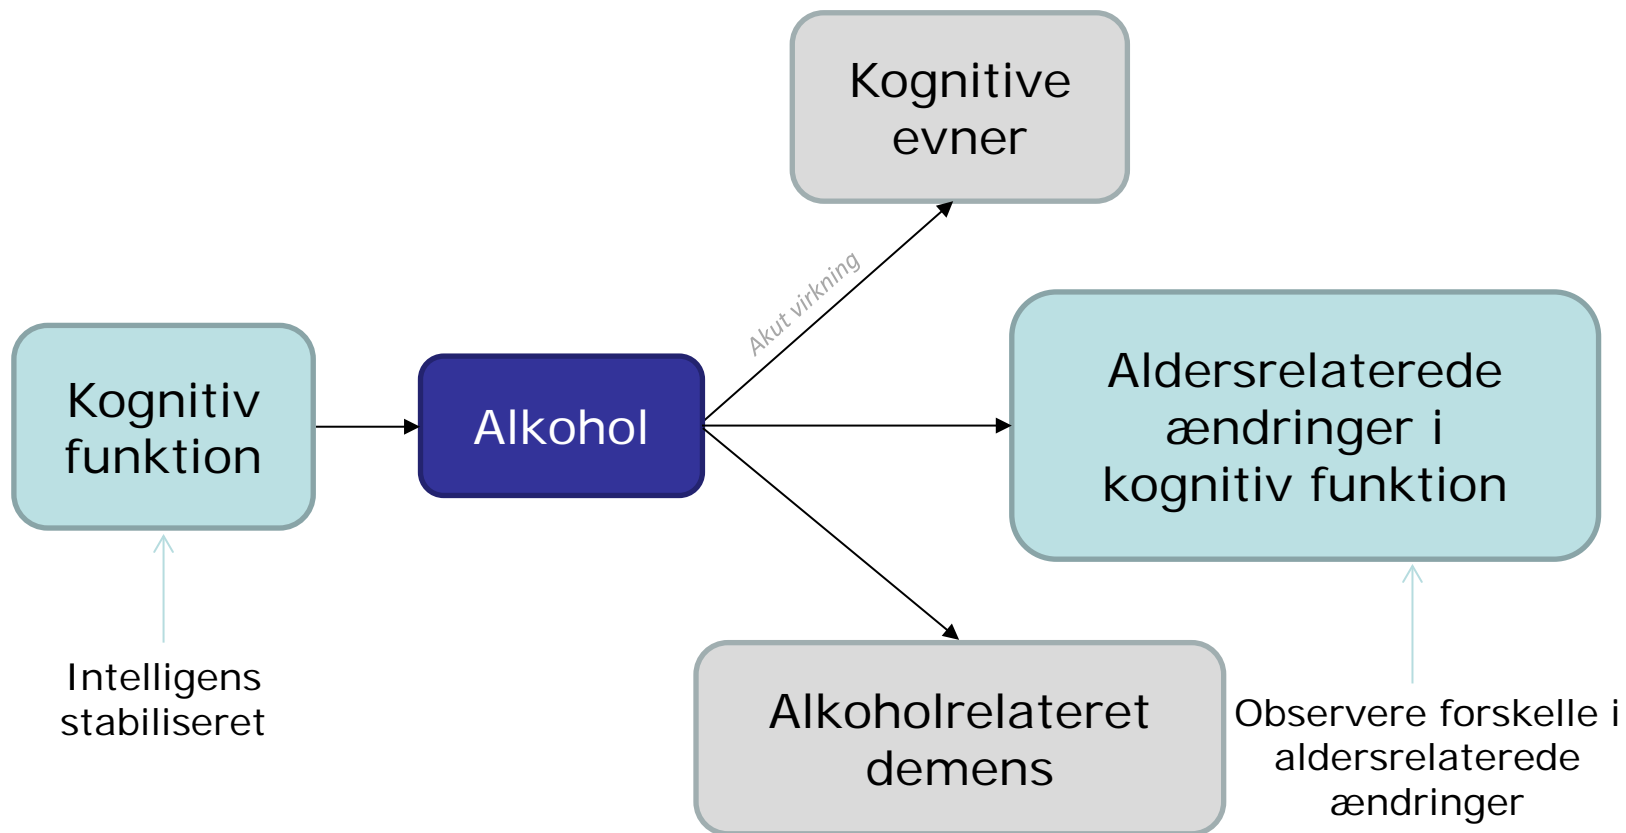 Kognitive
evner
Akut virkning
Kognitiv
funktion
Alkohol
Aldersrelaterede
ændringer i
kognitiv funktion
Intelligens
stabiliseret
Alkoholrelateret
demens
Observere forskelle i
aldersrelaterede
ændringer